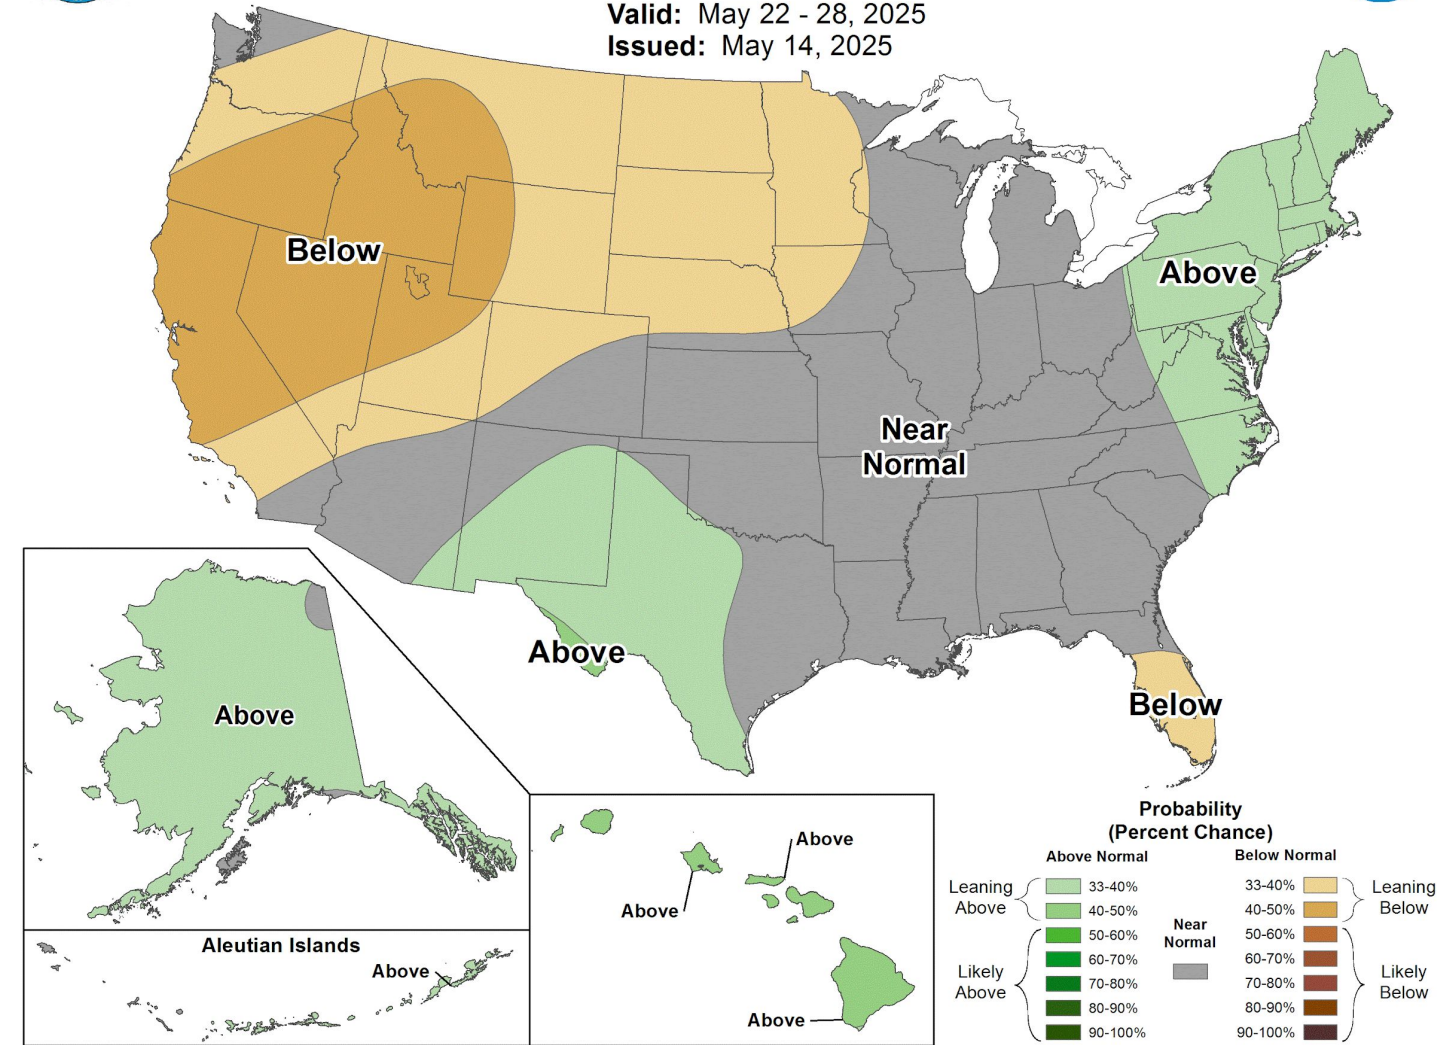 Valid: May 22 - 28, 2025
Issued: May 14, 2025
Below
Above
Near
Normal
Above
Below
Above
Above
Above
Above
Aleutian Islands
Above
Probability
(Percent Chance)
Above Normal
Below Normal
Leaning
Above
33-40%
40-50%
Likely
Above
50-60%
60-70%
70-80%
80-90%
90-100%
Near
Normal
33-40%
40-50%
Leaning
Below
50-60%
60-70%
70-80%
80-90%
90-100%
Likely
Below